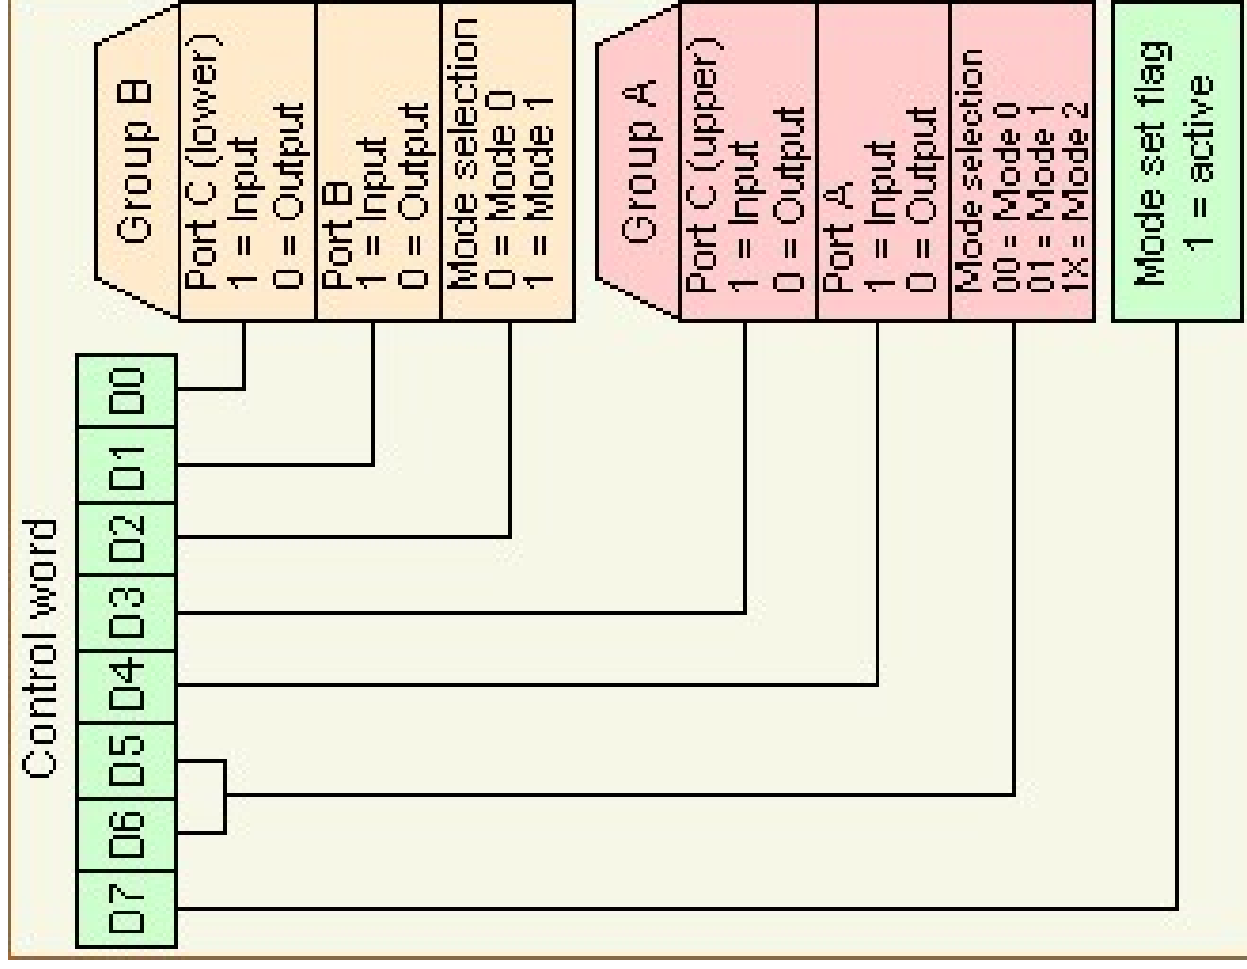 Control word
D7 D6 D5 D4 D3 D2 D1 D0
Group B
Port C (lower)
1 = Input
0 = Output
Port B
1 = Input
0 = Output
Mode selection
0 = Mode 0
1 = Mode 1
Group A
Port C (upper)
1 = Input
0 = Output
Port A
1 = Input
0 = Output
Mode selection
00 = Mode 0
01 = Mode 1
1X = Mode 2
Mode set flag
1 = active